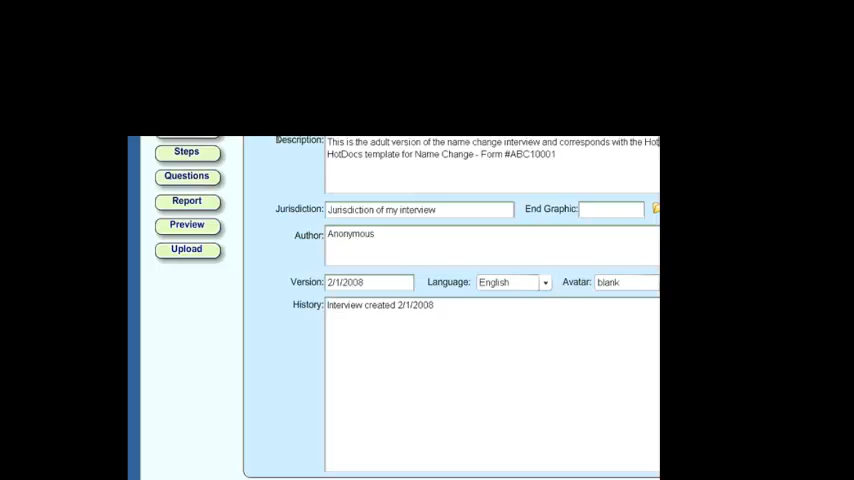 Steps
Questions
Report
Preview
Upload
Description: This is the adult version of the name change interview and corresponds with the
HotDocs template for Name Change - Form #ABC10001
Jurisdiction: Jurisdiction of my interview End Graphic:
Author: Anonymous
Version: 2/1/2008 Language: English Avatar: blank
History: Interview created 2/1/2008